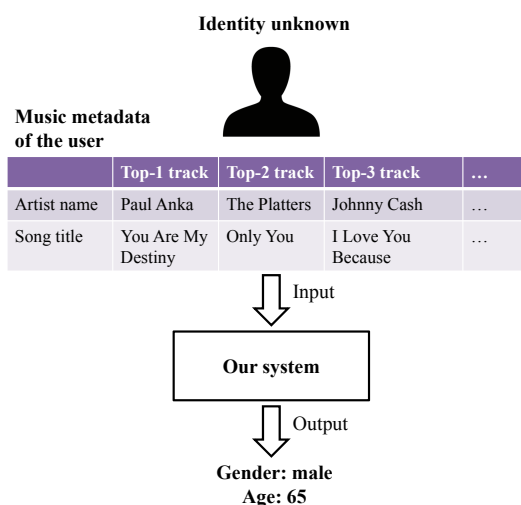 Identity unknown
Music metadata
of the user
Top-1 track Top-2 track Top-3 track ...
Artist name Paul Anka The Platters Johnny Cash ...
Song title You Are My Destiny Only You I Love You Because ...
Input
Our system
Output
Gender: male
Age: 65